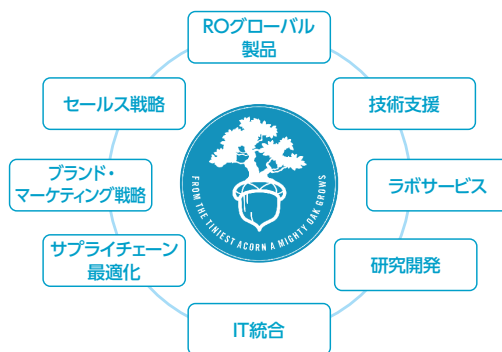 ROグローバル
製品
セールス戦略
技術支援
ブランド・
マーケティング戦略
ラボサービス
サプライチェーン
最適化
研究開発
IT統合
FROM THE TINIEST ACORN A MIGHTY OAK GROWS